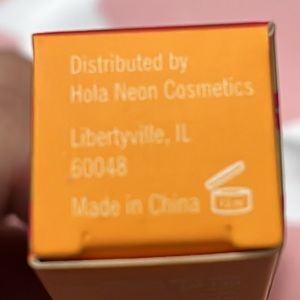 Distributed by
Hola Neon Cosmetics
Libertyville, IL
60048
Made in China